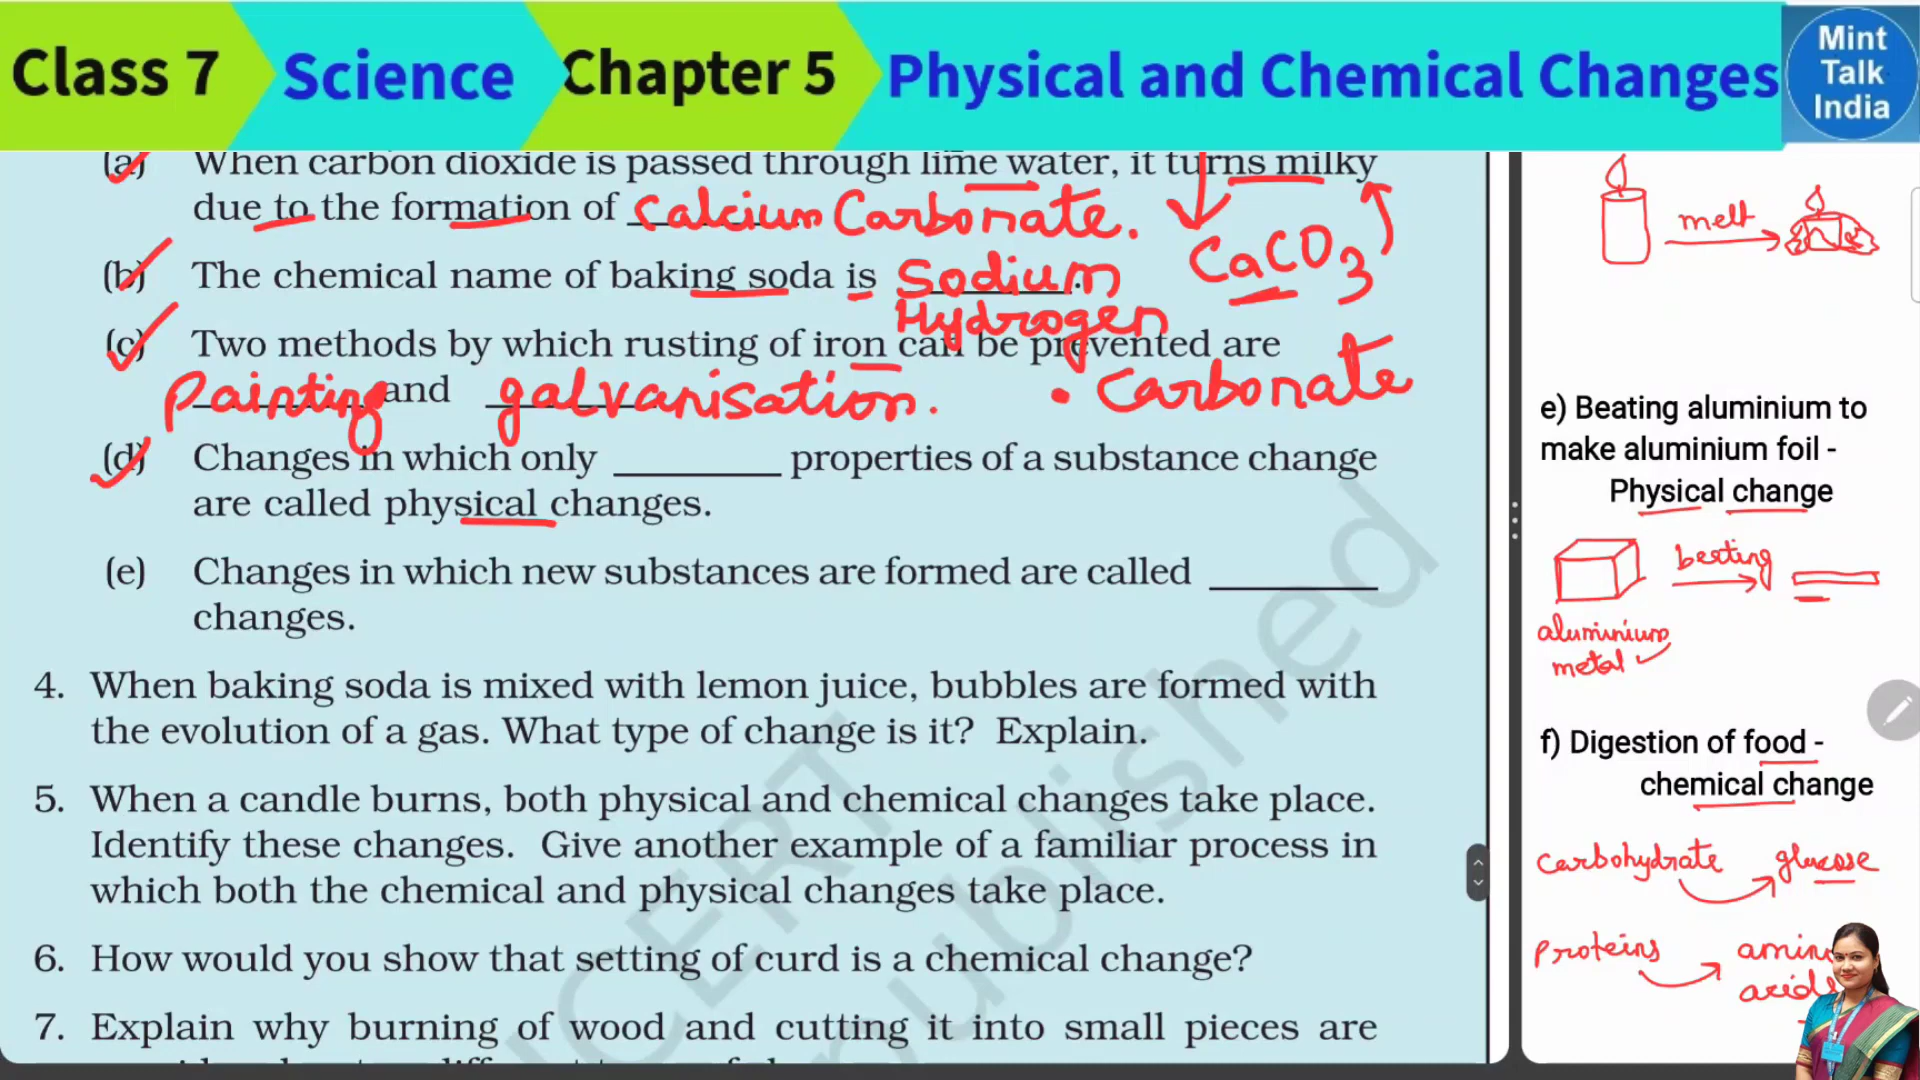 Class 7 Science Chapter 5 Physical and Chemical Changes
Mint
Talk
India
(a) When carbon dioxide is passed through lime water, it turns milky
due to the formation of Calcium Carbonate.
CaCO3
(b) The chemical name of baking soda is Sodium
Hydrogen
Carbonate
(c) Two methods by which rusting of iron can be prevented are
Painting and galvanisation.
(d) Changes in which only ________ properties of a substance change
are called physical changes.
(e) Changes in which new substances are formed are called ________
changes.
4. When baking soda is mixed with lemon juice, bubbles are formed with
the evolution of a gas. What type of change is it? Explain.
5. When a candle burns, both physical and chemical changes take place.
Identify these changes. Give another example of a familiar process in
which both the chemical and physical changes take place.
6. How would you show that setting of curd is a chemical change?
7. Explain why burning of wood and cutting it into small pieces are
melt
e) Beating aluminium to
make aluminium foil -
Physical change
beating
aluminium
metal
f) Digestion of food -
chemical change
carbohydrate glucose
proteins amino
acids